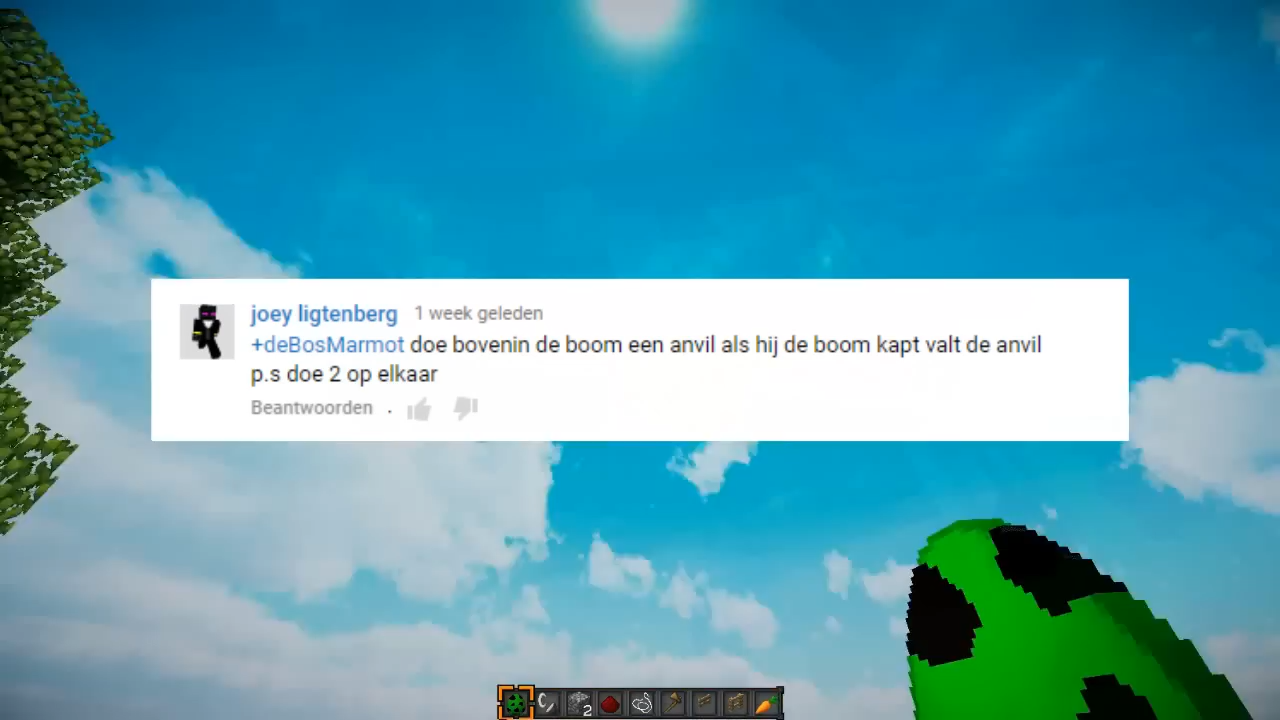 joey ligtenberg 1 week geleden
+deBosMarmot doe bovenin de boom een anvil als hij de boom kapt valt de anvil
p.s doe 2 op elkaar
Beantwoorden .
2